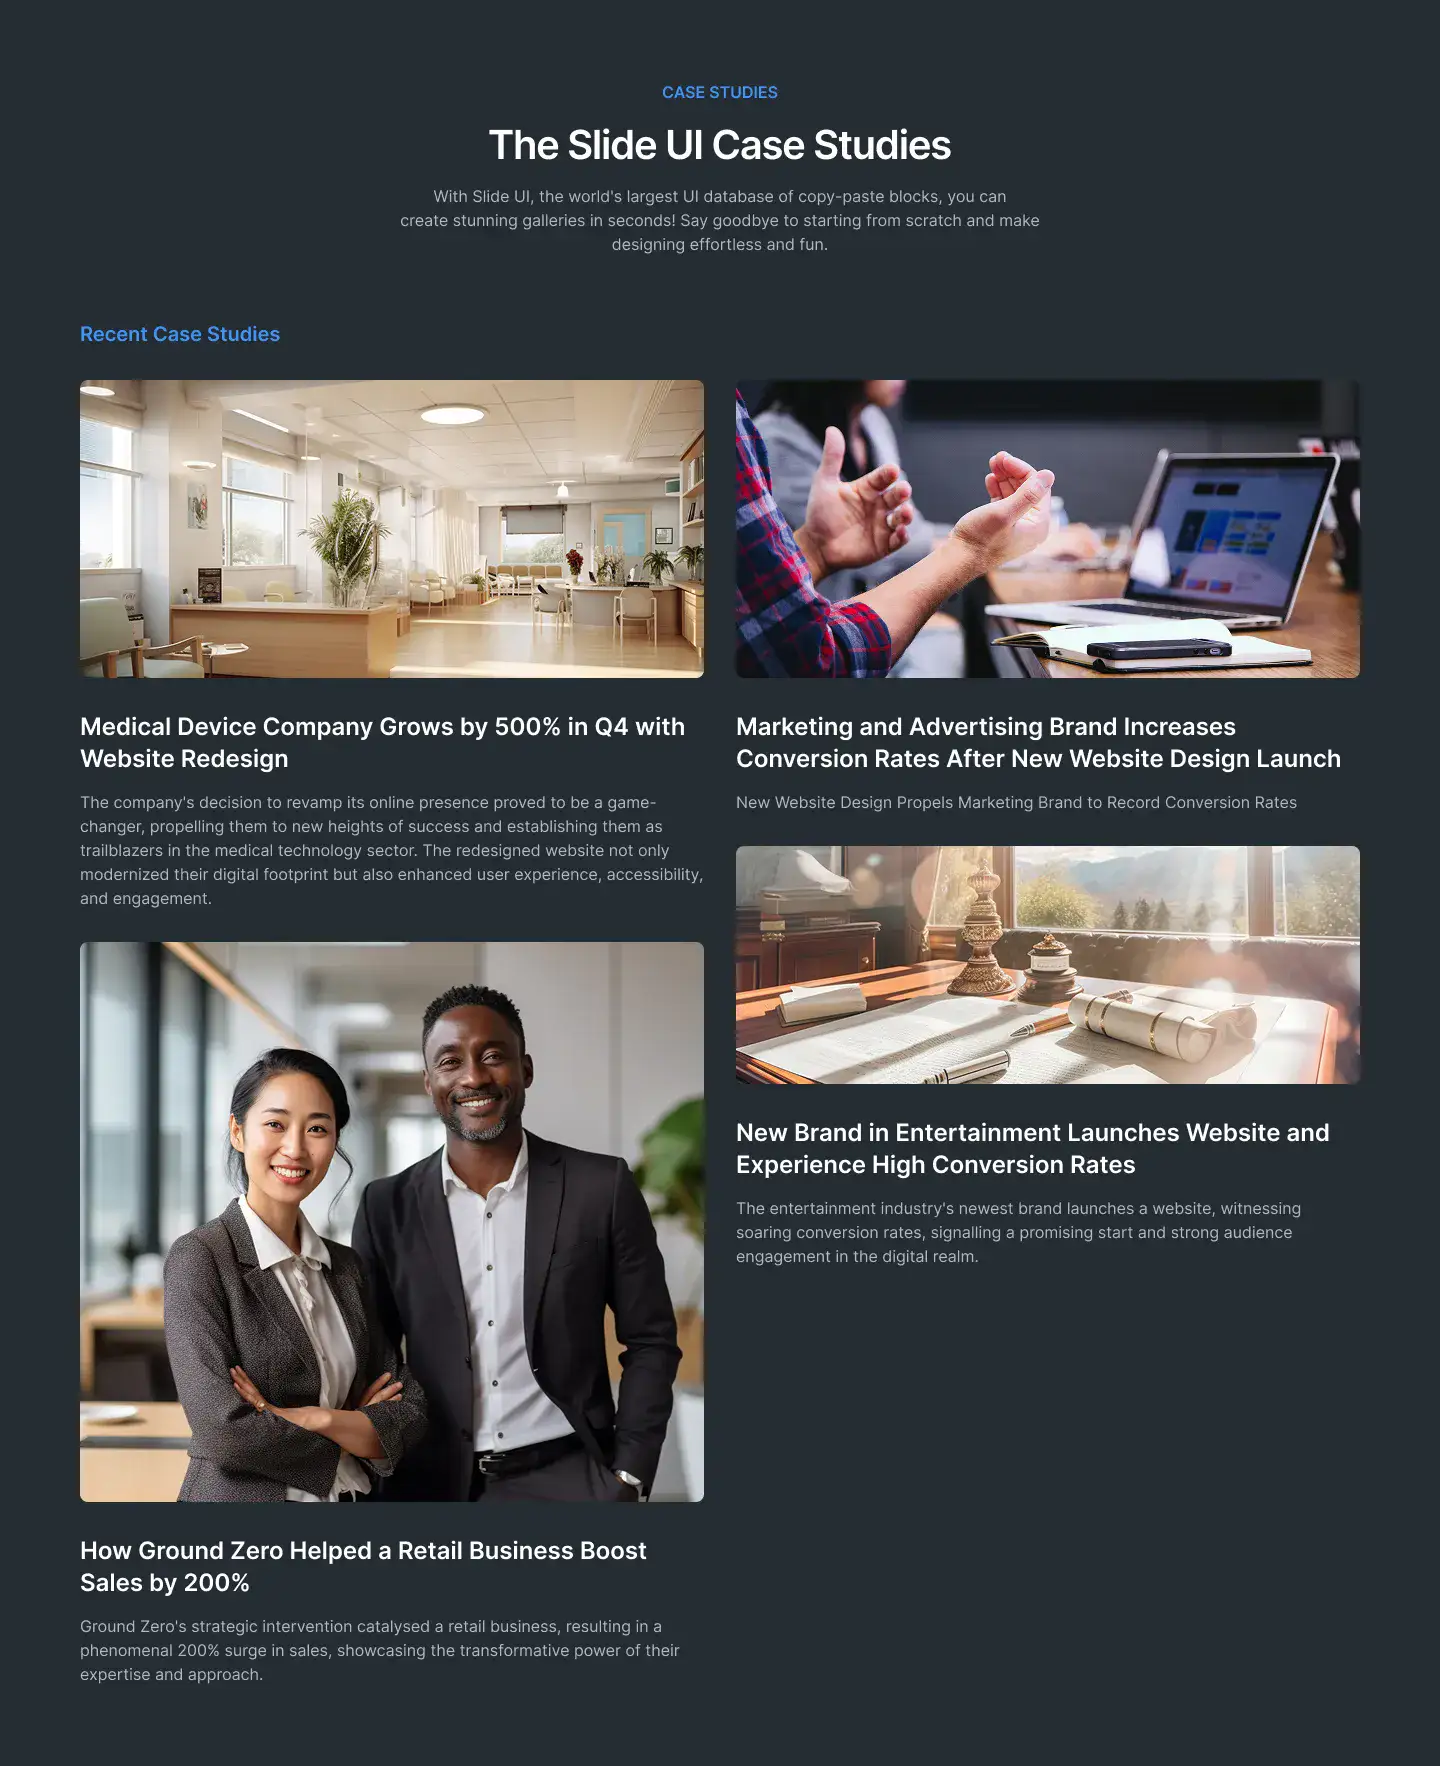 CASE STUDIES
The Slide UI Case Studies
With Slide UI, the world's largest UI database of copy-paste blocks, you can
create stunning galleries in seconds! Say goodbye to starting from scratch and make
designing effortless and fun.
Recent Case Studies
Medical Device Company Grows by 500% in Q4 with
Website Redesign
The company's decision to revamp its online presence proved to be a game-
changer, propelling them to new heights of success and establishing them as
trailblazers in the medical technology sector. The redesigned website not only
modernized their digital footprint but also enhanced user experience, accessibility,
and engagement.
How Ground Zero Helped a Retail Business Boost
Sales by 200%
Ground Zero's strategic intervention catalysed a retail business, resulting in a
phenomenal 200% surge in sales, showcasing the transformative power of their
expertise and approach.
Marketing and Advertising Brand Increases
Conversion Rates After New Website Design Launch
New Website Design Propels Marketing Brand to Record Conversion Rates
New Brand in Entertainment Launches Website and
Experience High Conversion Rates
The entertainment industry's newest brand launches a website, witnessing
soaring conversion rates, signalling a promising start and strong audience
engagement in the digital realm.